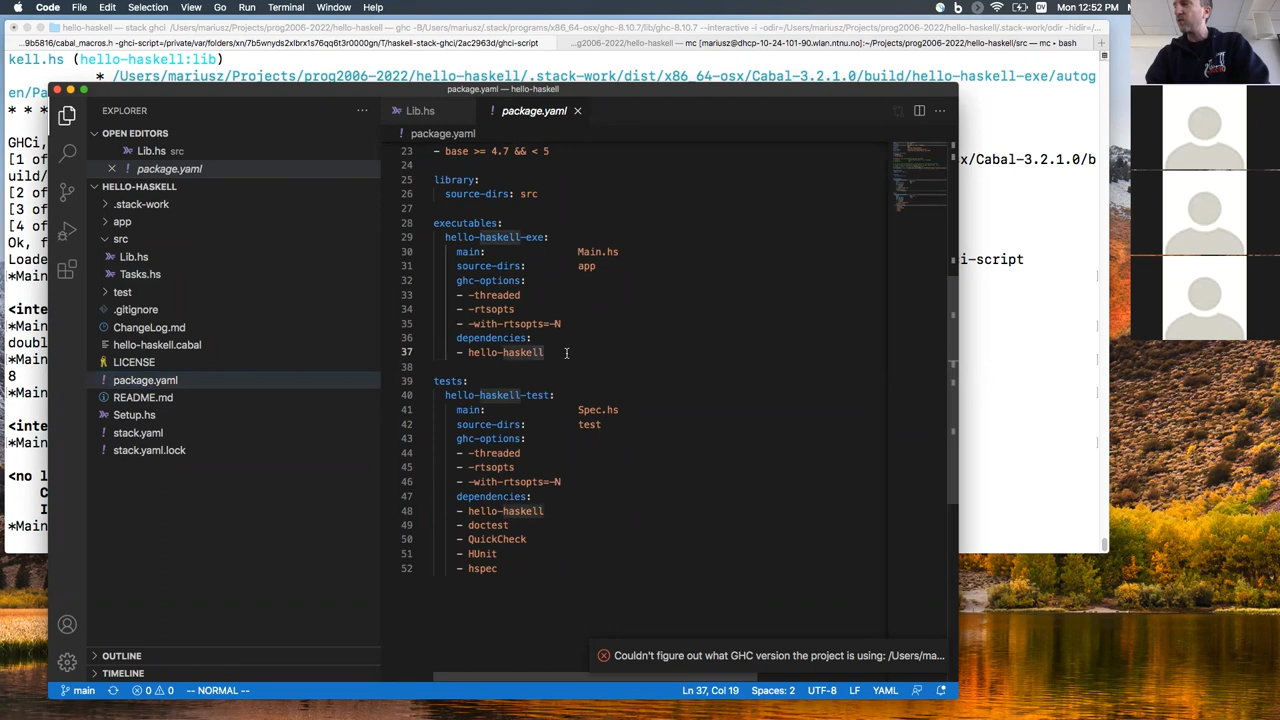 Code File Edit Selection View Go Run Terminal Window Help
DV Mon 12:52 PM
hello-haskell — stack ghci
/Users/mariusz/Projects/prog2006-2022/hello-haskell — ghc -B/Users/mariusz/.stack/programs/x86_64-osx/ghc-8.10.7/lib/ghc-8.10.7 --interactive -i -odir=/Users/mariusz/Projects/prog2006-2022/hello-haskell/.stack-work/odir -hidir=/...
...9b5816/cabal_macros.h -ghci-script=/private/var/folders/xn/7b5wnyds2xlbrx1s76qq6t3r0000gn/T/haskell-stack-ghci/2ac2963d/ghci-script
...g2006-2022/hello-haskell) — mc [mariusz@dhcp-10-24-101-90.wlan.ntnu.no]:~/Projects/prog2006-2022/hello-haskell/src — mc • bash
kell.hs (hello-haskell:lib)
* /Users/mariusz/Projects/prog2006-2022/hello-haskell/.stack-work/dist/x86_64-osx/Cabal-3.2.1.0/build/hello-haskell-exe/autog
en/Pa
* * *
GHCi,
[1 of
x/Cabal-3.2.1.0/b
uild/
[2 of
[3 of
[4 of
Ok, f
Loade
i-script
*Main
<inte
*Main
doubl
*Main
8
*Main
<inte
*Main
<no l
C
I
*Main
package.yaml — hello-haskell
EXPLORER
OPEN EDITORS
Lib.hs src
package.yaml
HELLO-HASKELL
.stack-work
app
src
Lib.hs
Tasks.hs
test
.gitignore
ChangeLog.md
hello-haskell.cabal
LICENSE
package.yaml
README.md
Setup.hs
stack.yaml
stack.yaml.lock
OUTLINE
TIMELINE
Lib.hs
package.yaml
package.yaml
23 - base >= 4.7 && < 5
24
25 library:
26 source-dirs: src
27
28 executables:
29 hello-haskell-exe:
30 main: Main.hs
31 source-dirs: app
32 ghc-options:
33 - -threaded
34 - -rtsopts
35 - -with-rtsopts=-N
36 dependencies:
37 - hello-haskell
38
39 tests:
40 hello-haskell-test:
41 main: Spec.hs
42 source-dirs: test
43 ghc-options:
44 - -threaded
45 - -rtsopts
46 - -with-rtsopts=-N
47 dependencies:
48 - hello-haskell
49 - doctest
50 - QuickCheck
51 - HUnit
52 - hspec
Couldn't figure out what GHC version the project is using: /Users/ma...
main 0 0 -- NORMAL --
Ln 37, Col 19 Spaces: 2 UTF-8 LF YAML